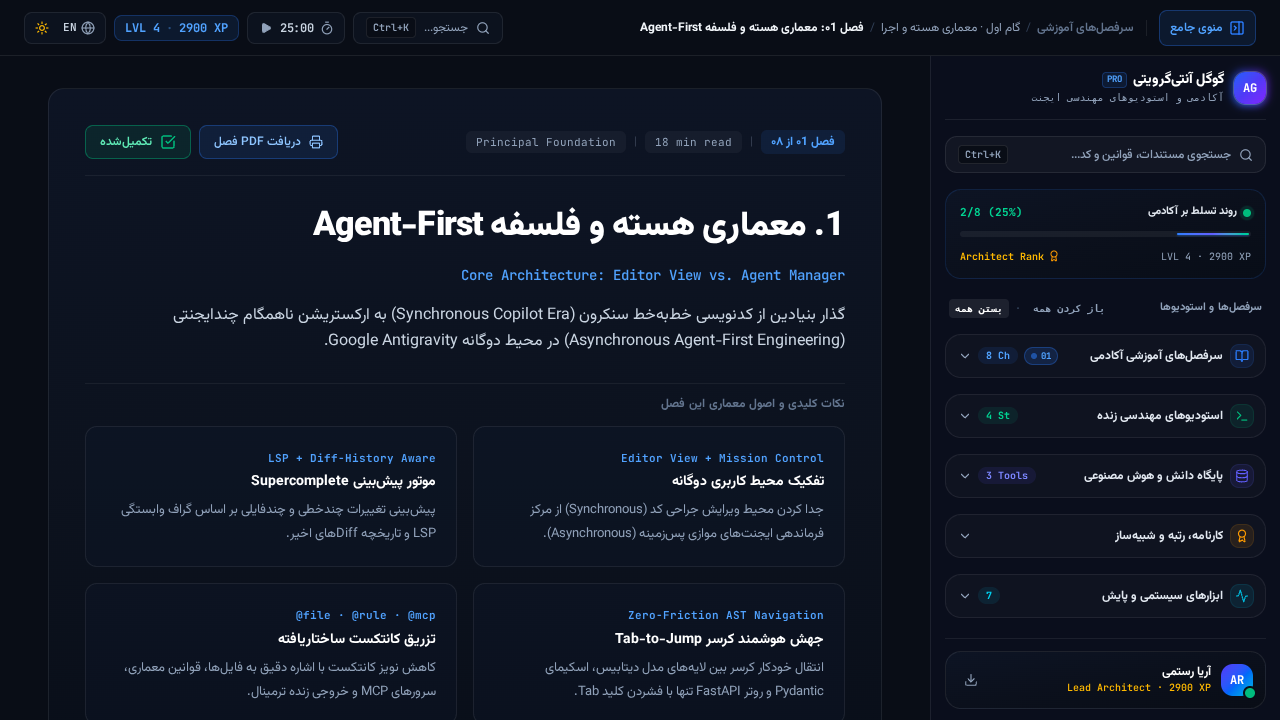 منوی جامع
سرفصل‌های آموزشی / گام اول · معماری هسته و اجرا / فصل ۰۱: معماری هسته و فلسفه Agent-First
جستجو... Ctrl+K
25:00
LVL 4 · 2900 XP
EN
AG
گوگل آنتی‌گرویتی PRO
آکادمی و استودیوهای مهندسی ایجنت
جستجوی مستندات، قوانین و کد... Ctrl+K
روند تسلط بر آکادمی 2/8 (25%)
LVL 4 · 2900 XP Architect Rank
سرفصل‌ها و استودیوها باز کردن همه · بستن همه
سرفصل‌های آموزشی آکادمی 01 8 Ch
استودیوهای مهندسی زنده 4 St
پایگاه دانش و هوش مصنوعی 3 Tools
کارنامه، رتبه و شبیه‌ساز
ابزارهای سیستمی و پایش 7
AR
آریا رستمی
Lead Architect · 2900 XP
فصل 01 از ۰۸ 18 min read Principal Foundation
دریافت PDF فصل
تکمیل‌شده
1. معماری هسته و فلسفه Agent-First
Core Architecture: Editor View vs. Agent Manager
گذار بنیادین از کدنویسی خط‌به‌خط سنکرون (Synchronous Copilot Era) به ارکستریشن ناهمگام چندایجنتی
(Asynchronous Agent-First Engineering) در محیط دوگانه Google Antigravity.
نکات کلیدی و اصول معماری این فصل
Editor View + Mission Control
تفکیک محیط کاربری دوگانه
جدا کردن محیط ویرایش جراحی کد (Synchronous) از مرکز
فرماندهی ایجنت‌های موازی پس‌زمینه (Asynchronous).
LSP + Diff-History Aware
موتور پیش‌بینی Supercomplete
پیش‌بینی تغییرات چندخطی و چندفایلی بر اساس گراف وابستگی
LSP و تاریخچه Diffهای اخیر.
Zero-Friction AST Navigation
جهش هوشمند کرسر Tab-to-Jump
انتقال خودکار کرسر بین لایه‌های مدل دیتابیس، اسکیمای
Pydantic و روتر FastAPI تنها با فشردن کلید Tab.
@file · @rule · @mcp
تزریق کانتکست ساختاریافته
کاهش نویز کانتکست با اشاره دقیق به فایل‌ها، قوانین معماری،
سرورهای MCP و خروجی زنده ترمینال.